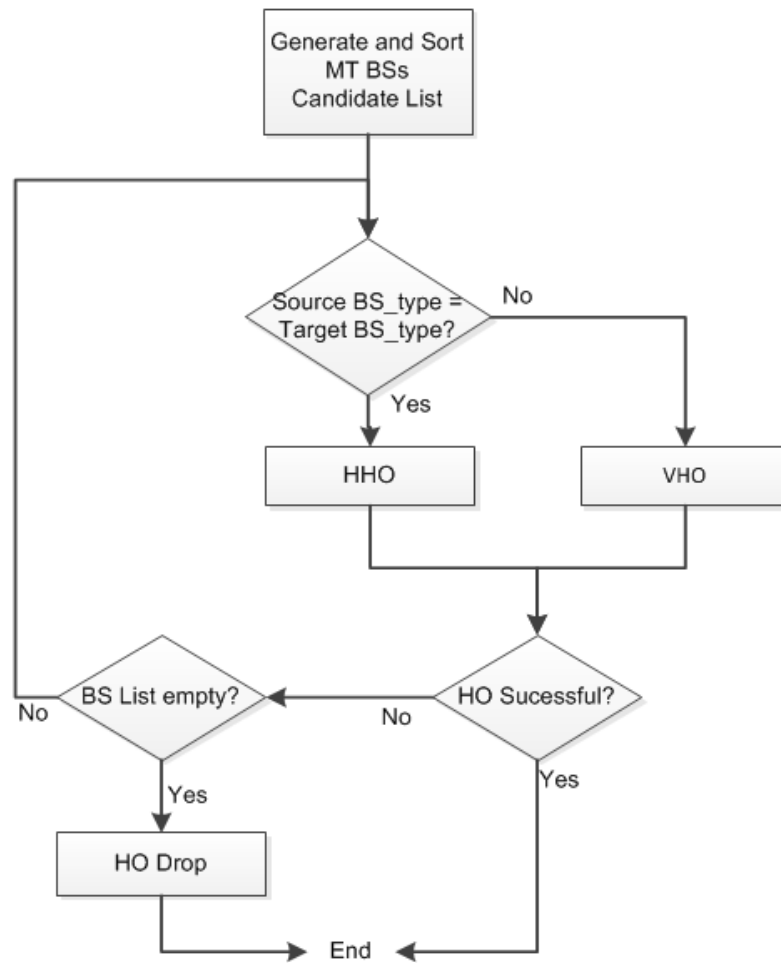 Generate and Sort
MT BSs
Candidate List
Source BS_type =
Target BS_type?
No
Yes
HHO
VHO
BS List empty?
HO Sucessful?
No
No
Yes
Yes
HO Drop
End